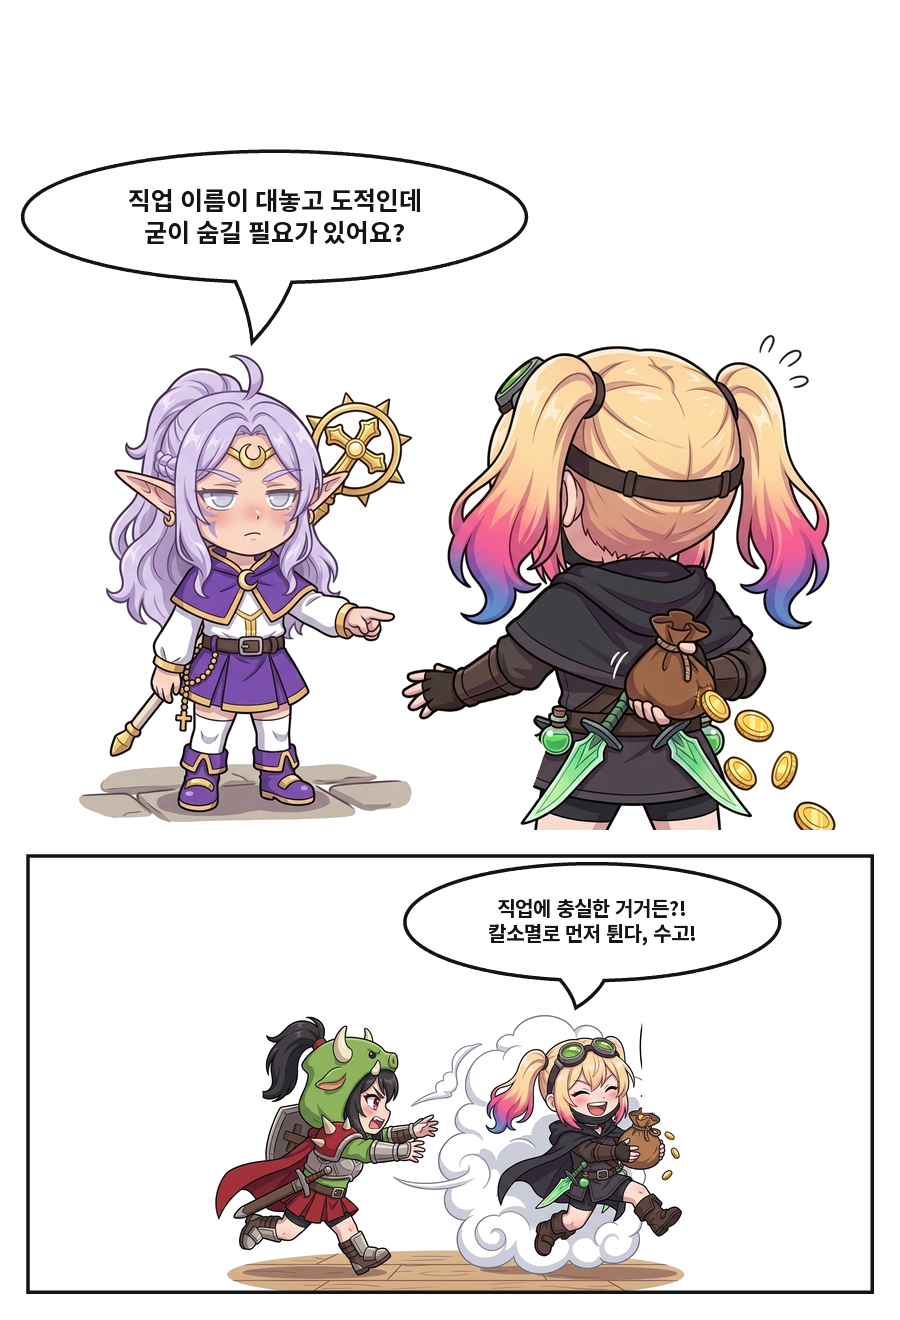 직업 이름이 대놓고 도적인데
굳이 숨길 필요가 있어요?
직업에 충실한 거거든?!
칼소멸로 먼저 튄다, 수고!